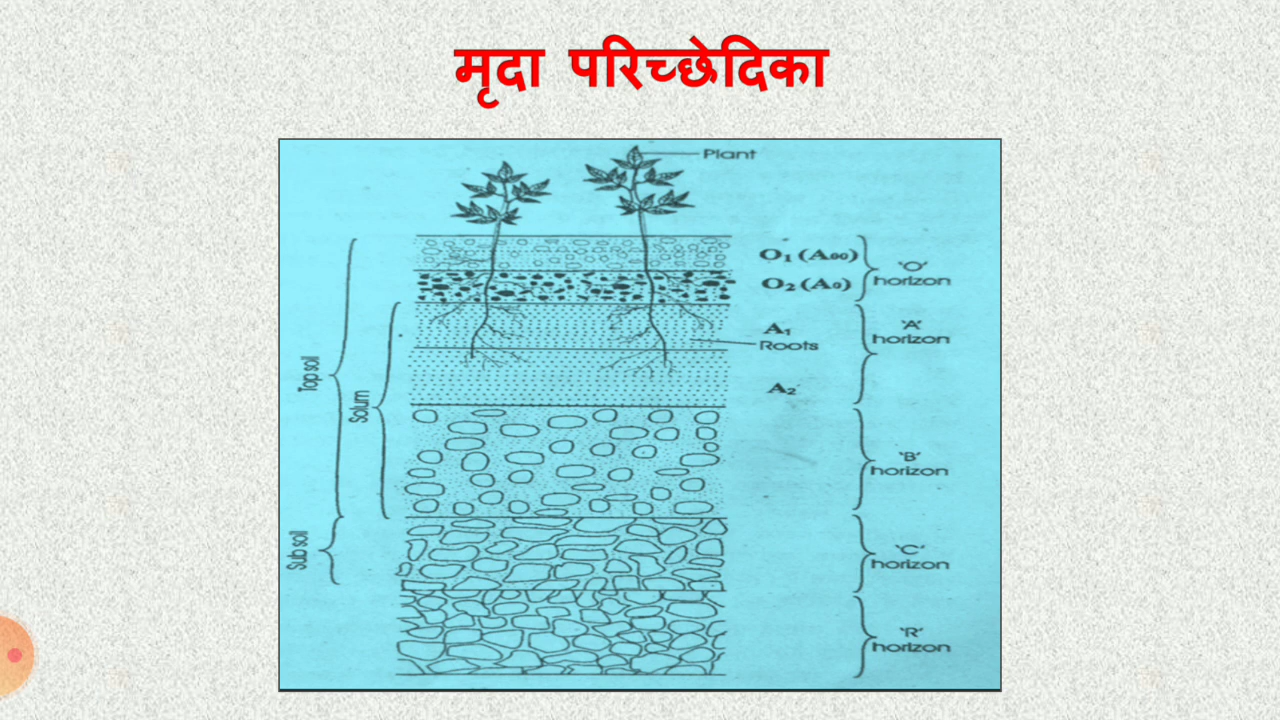 मृदा परिच्छेदिका
Plant
O₁ (A₀₀)
O₂ (A₀)
'O'
horizon
A₁
Roots
'A'
horizon
A₂
Top soil
Solum
'B'
horizon
Sub soil
'C'
horizon
'R'
horizon